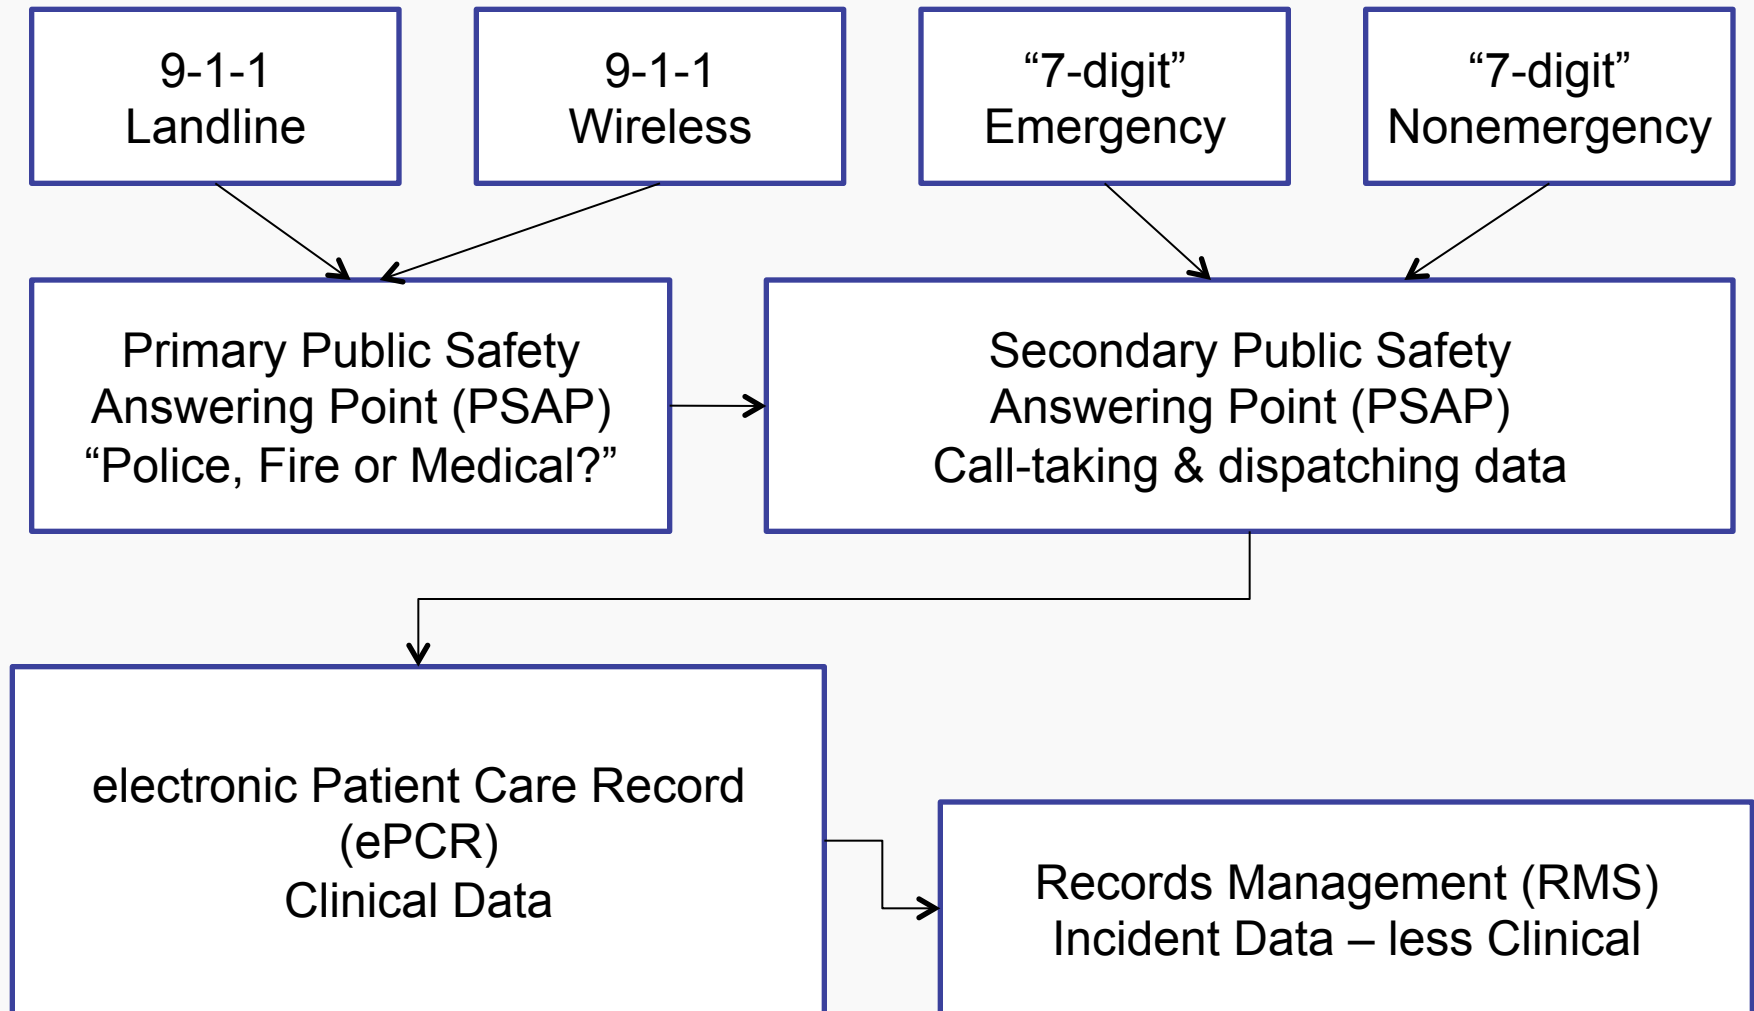 9-1-1
Landline
9-1-1
Wireless
“7-digit”
Emergency
“7-digit”
Nonemergency
Primary Public Safety
Answering Point (PSAP)
“Police, Fire or Medical?”
Secondary Public Safety
Answering Point (PSAP)
Call-taking & dispatching data
electronic Patient Care Record
(ePCR)
Clinical Data
Records Management (RMS)
Incident Data – less Clinical